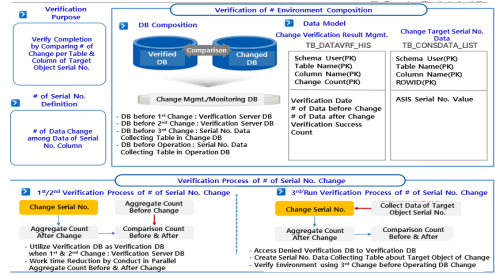 Verification Purpose
Verify Completion
by Comparing # of
Change per Table &
Column of Target
Object Serial No.
# of Serial No.
Definition
# of Data Change
among Data of Serial
No. Column
Verification of # Environment Composition
DB Composition
Verified
DB
Comparison
Changed
DB
Change Mgmt./Monitoring DB
- DB before 1st Change : Verification Server DB
- DB before 2nd Change : Verification Server DB
- DB before 3rd Change : Serial No. Data
Collecting Table in Change DB
- DB before Operation : Serial No. Data
Collecting Table in Operation DB
Data Model
Change Verification Result Mgmt.
TB_DATAVRF_HIS
Schema User(PK)
Table Name(PK)
Column Name(PK)
Change Count(PK)
Verification Date
# of Data before Change
# of Data after Change
Verification Success
Count
Change Target Serial No.
Data
TB_CONSDATA_LIST
Schema User(PK)
Table Name(PK)
Column Name(PK)
ROWID(PK)
ASIS Serial No. Value
Verification Process of # of Serial No. Change
1st/2nd Verification Process of # of Serial No. Change
Change Serial No.
Aggregate Count
Before Change
Aggregate Count
After Change
Comparison Count
Before & After
- Utilize Verification DB as Verification DB
when 1st & 2nd Change : Verification Server DB
- Work time Reduction by Conduct in Parallel
Aggregate Count Before & After Change
3rd/Run Verification Process of # of Serial No. Change
Change Serial No.
Collect Data of Target
Object Serial No.
Aggregate Count
After Change
Comparison Count
Before & After
- Access Denied Verification DB to Verification DB
- Create Serial No. Data Collecting Table about Target Object of Change
- Verify Environment using 3rd Change before Operating DB Change